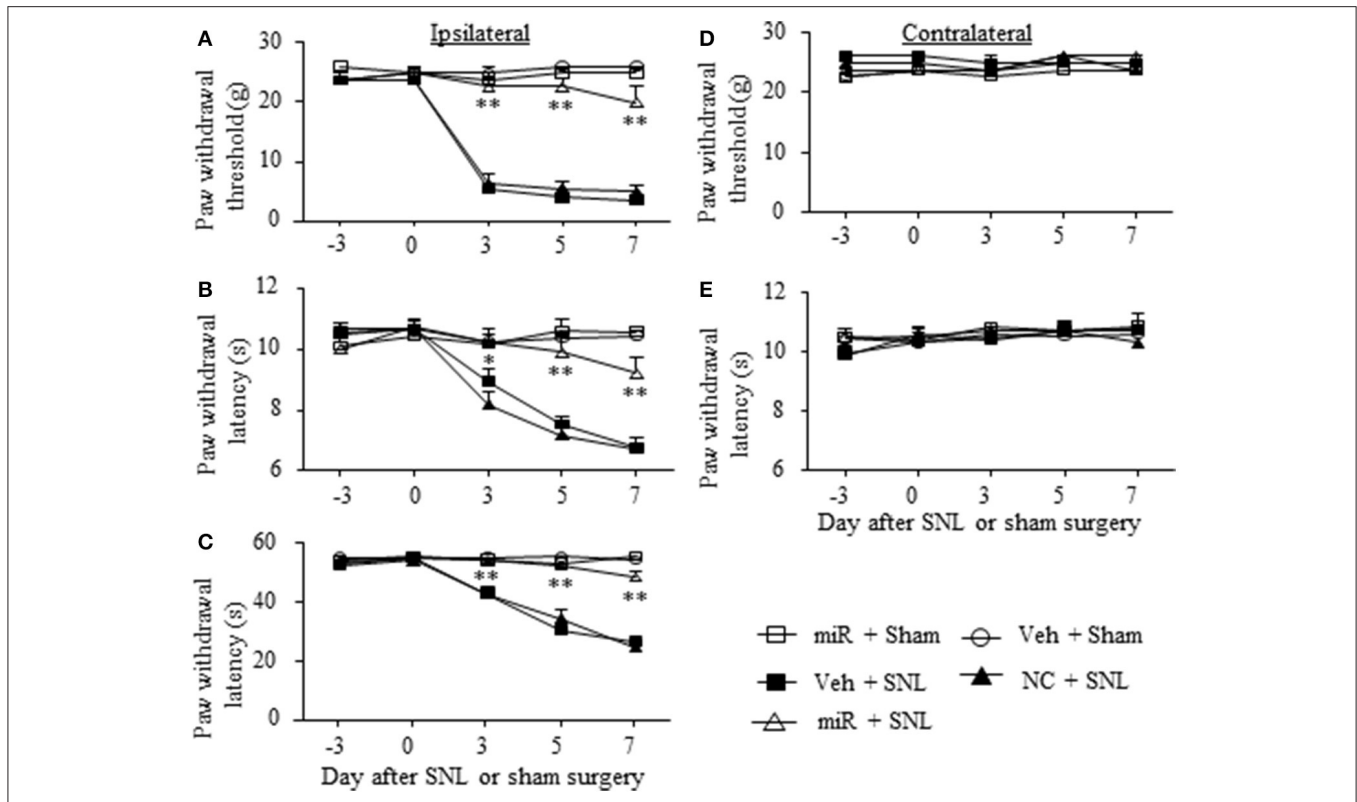 A
Ipsilateral
Paw withdrawal
threshold (g)
30
20
10
0
**
**
**
-3 0 3 5 7
B
Paw withdrawal
latency (s)
12
10
8
6
*
**
**
-3 0 3 5 7
C
Paw withdrawal
latency (s)
60
40
20
0
**
**
**
-3 0 3 5 7
Day after SNL or sham surgery
D
Contralateral
Paw withdrawal
threshold (g)
30
20
10
0
-3 0 3 5 7
E
Paw withdrawal
latency (s)
12
10
8
6
-3 0 3 5 7
Day after SNL or sham surgery
miR + Sham
Veh + Sham
Veh + SNL
NC + SNL
miR + SNL